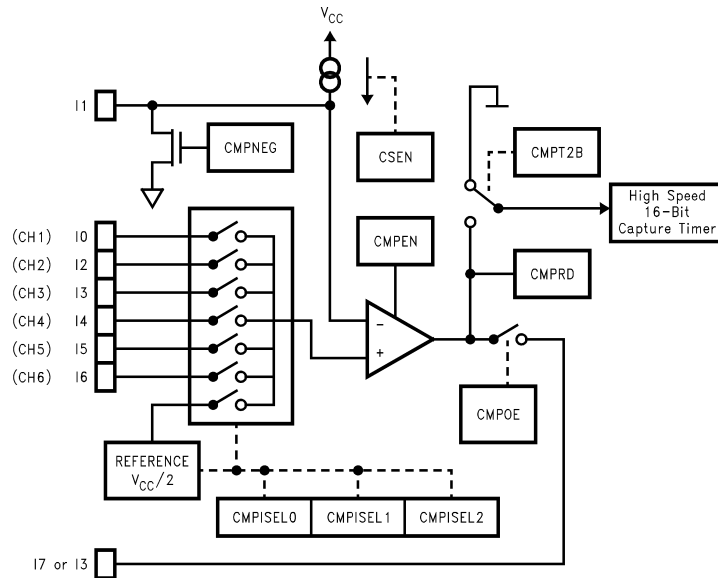 VCC
I1
CMPNEG
CSEN
CMPT2B
High Speed
16-Bit
Capture Timer
(CH1) I0
(CH2) I2
(CH3) I3
(CH4) I4
(CH5) I5
(CH6) I6
CMPEN
CMPRD
−
+
CMPOE
REFERENCE
VCC/2
CMPISEL0 CMPISEL1 CMPISEL2
I7 or I3